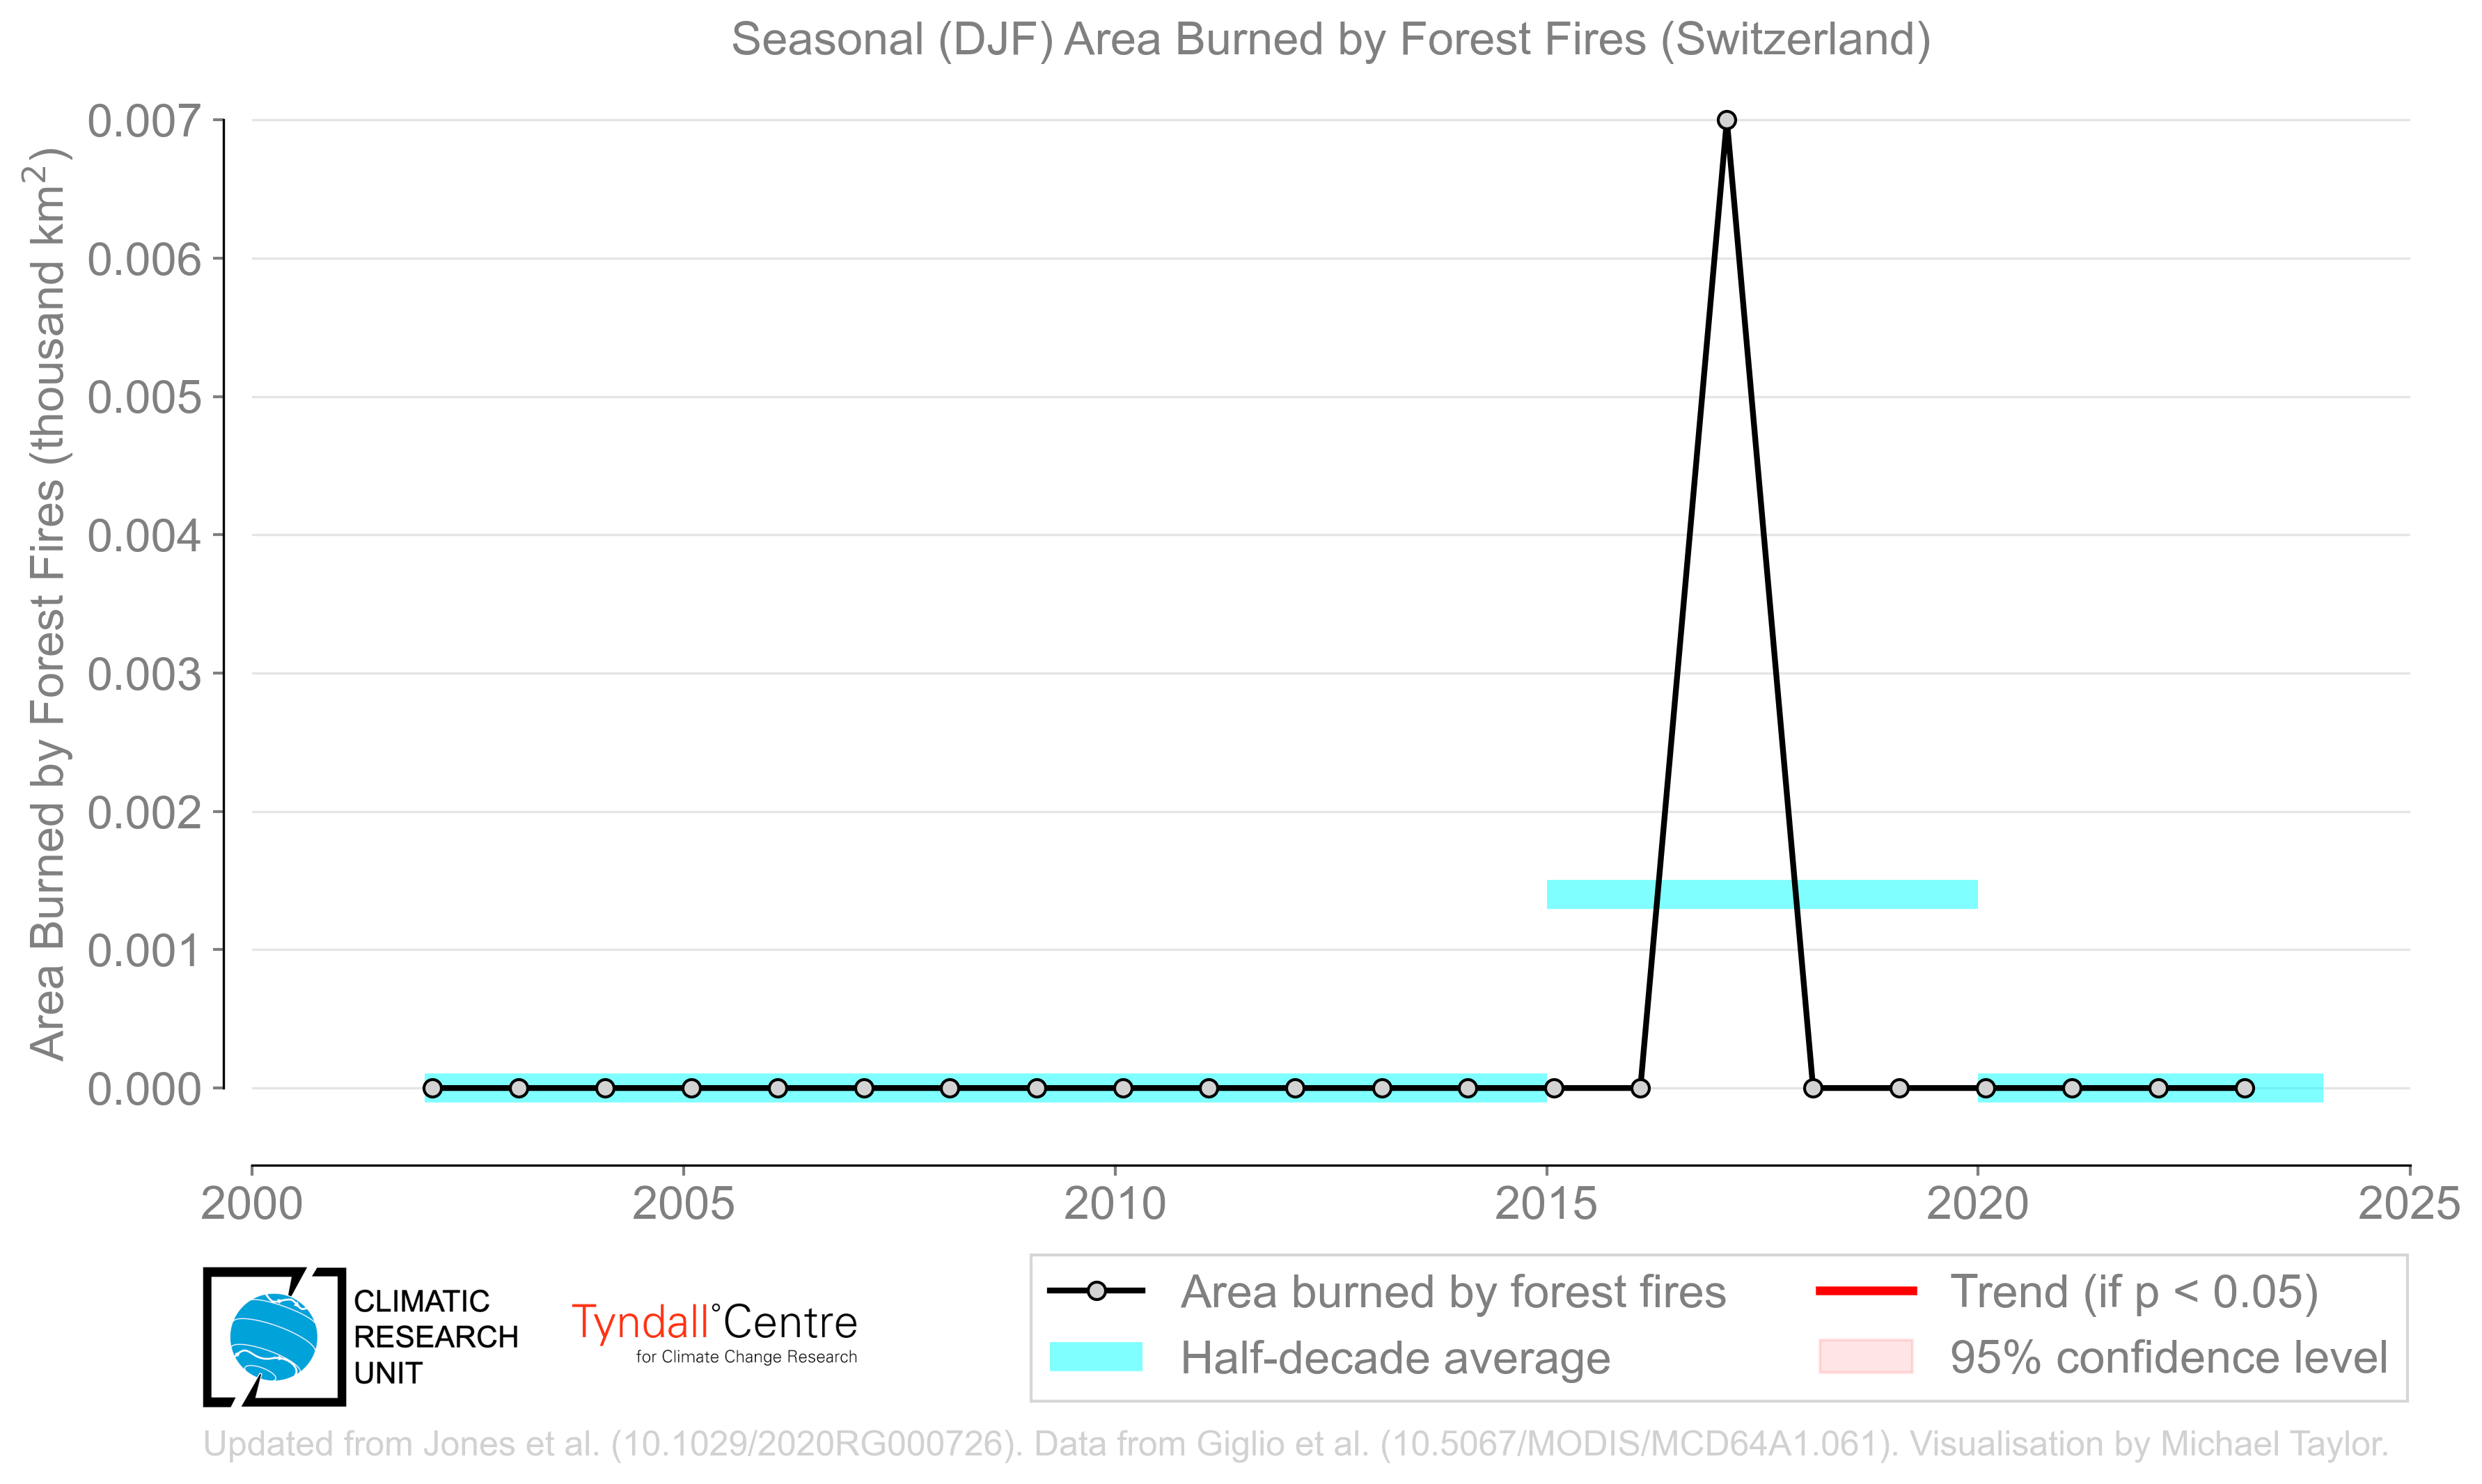 Seasonal (DJF) Area Burned by Forest Fires (Switzerland)
Area Burned by Forest Fires (thousand km²)
0.007
0.006
0.005
0.004
0.003
0.002
0.001
0.000
2000 2005 2010 2015 2020 2025
CLIMATIC
RESEARCH
UNIT
Tyndall°Centre
for Climate Change Research
Area burned by forest fires
Half-decade average
Trend (if p < 0.05)
95% confidence level
Updated from Jones et al. (10.1029/2020RG000726). Data from Giglio et al. (10.5067/MODIS/MCD64A1.061). Visualisation by Michael Taylor.